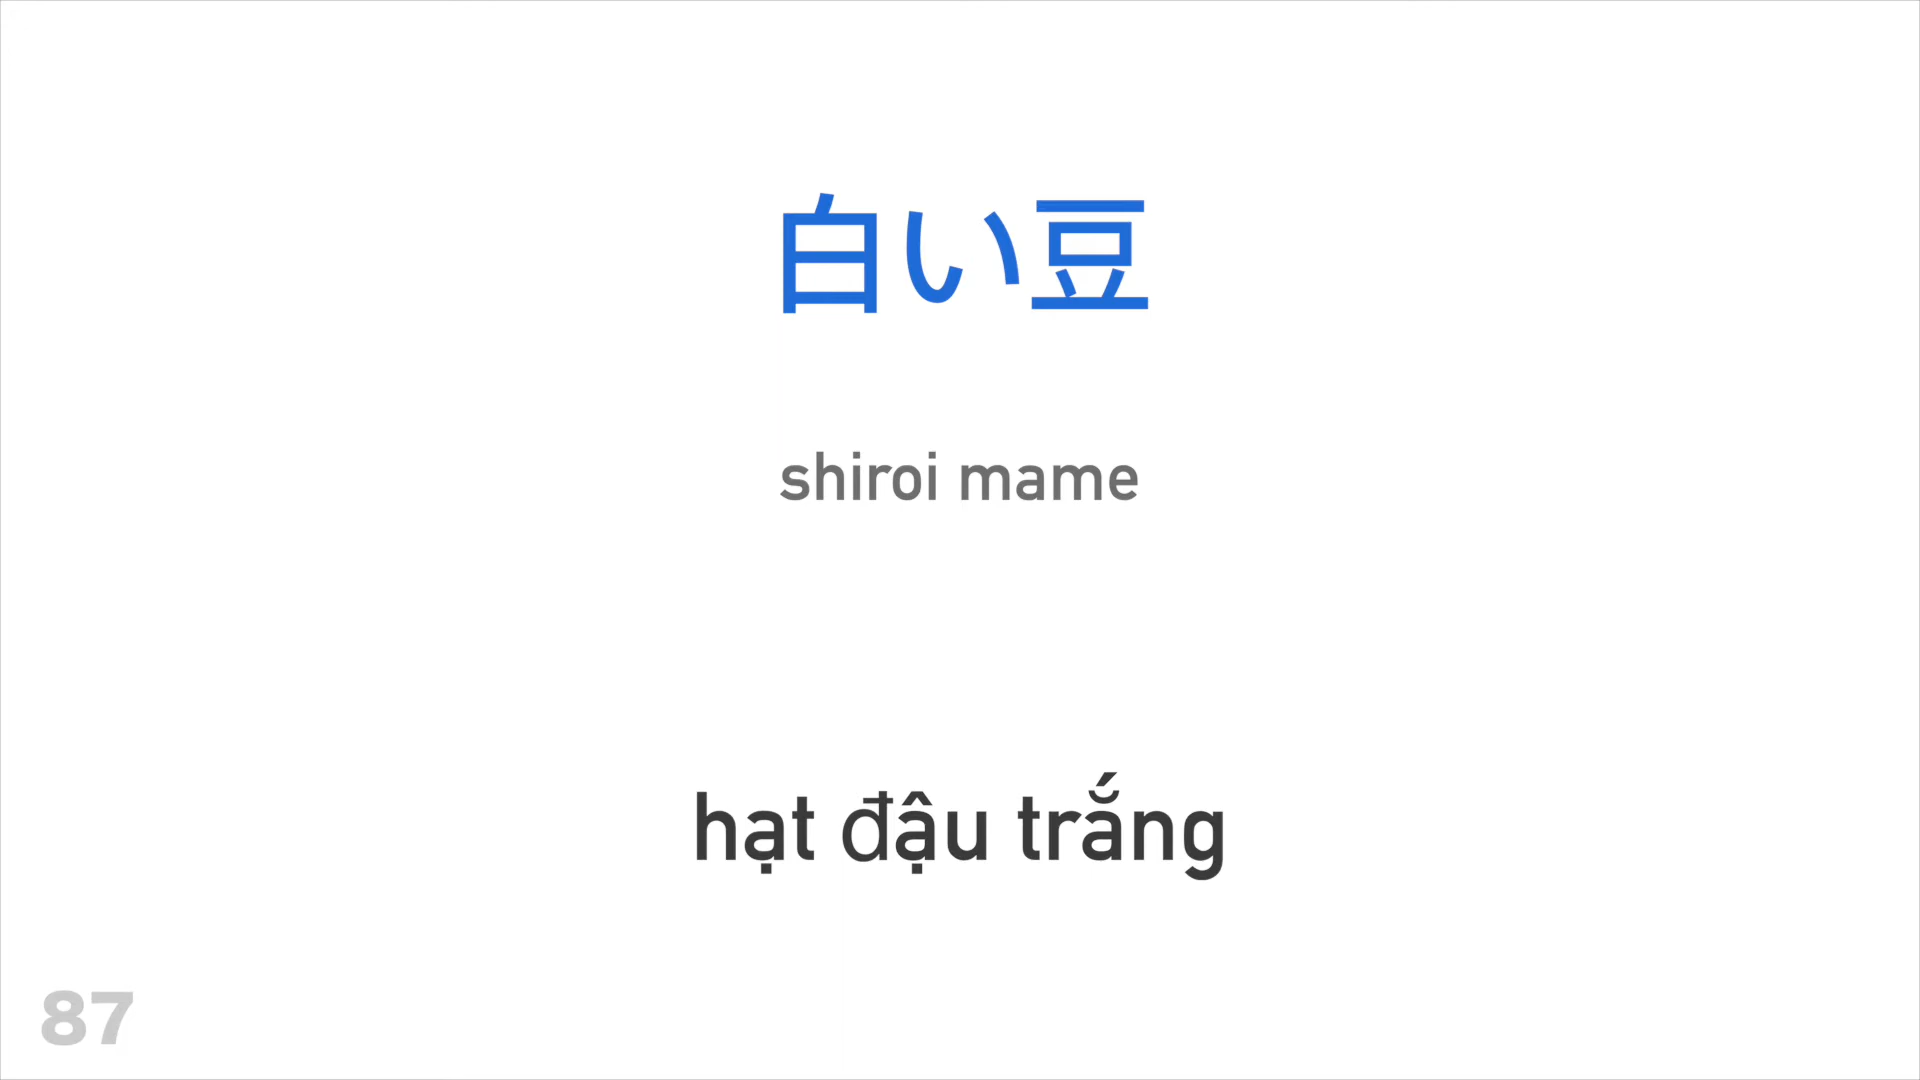 白い豆
shiroi mame
hạt đậu trắng
87